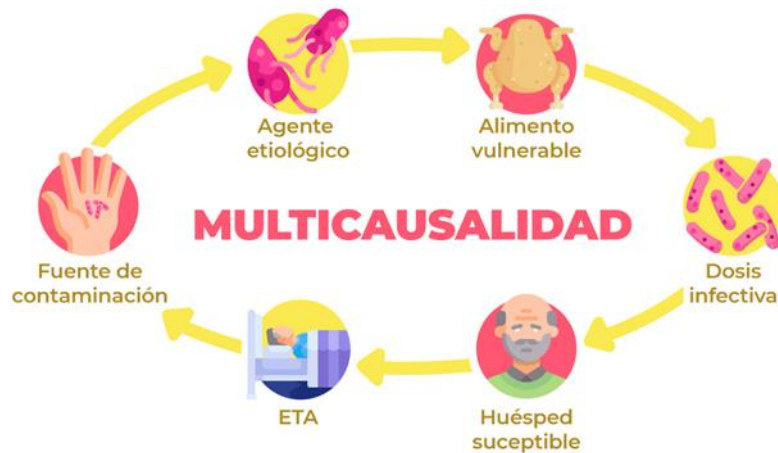 Agente
etiológico
Alimento
vulnerable
MULTICAUSALIDAD
Fuente de
contaminación
Dosis
infectiva
ETA
Huésped
suceptible